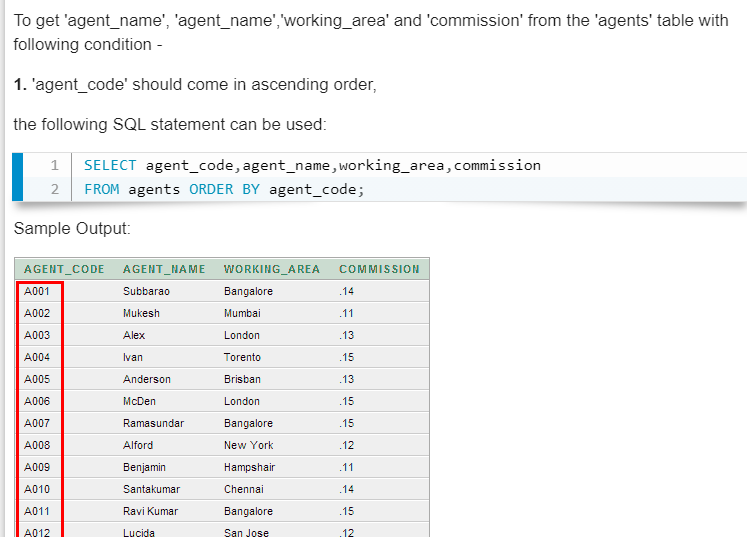 To get 'agent_name', 'agent_name','working_area' and 'commission' from the 'agents' table with
following condition -
1. 'agent_code' should come in ascending order,
the following SQL statement can be used:
1 SELECT agent_code,agent_name,working_area,commission
2 FROM agents ORDER BY agent_code;
Sample Output:
AGENT_CODE AGENT_NAME WORKING_AREA COMMISSION
A001 Subbarao Bangalore .14
A002 Mukesh Mumbai .11
A003 Alex London .13
A004 Ivan Torento .15
A005 Anderson Brisban .13
A006 McDen London .15
A007 Ramasundar Bangalore .15
A008 Alford New York .12
A009 Benjamin Hampshair .11
A010 Santakumar Chennai .14
A011 Ravi Kumar Bangalore .15
A012 Lucida San Jose .12